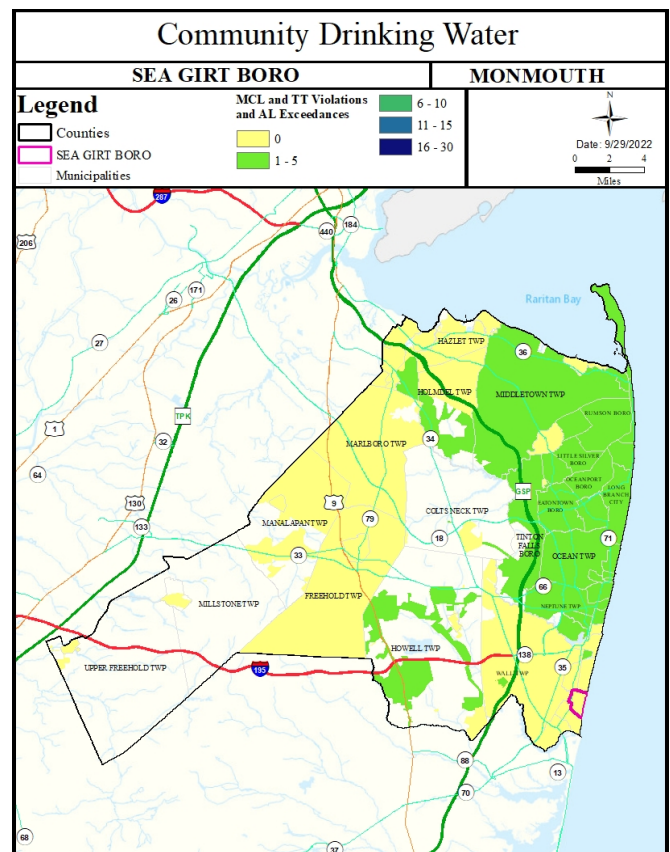 Community Drinking Water
SEA GIRT BORO
MONMOUTH
Legend
Counties
SEA GIRT BORO
Municipalities
MCL and TT Violations
and AL Exceedances
0
1 - 5
6 - 10
11 - 15
16 - 30
N
Date: 9/29/2022
0 2 4
Miles
287
206
440
184
171
26
27
Raritan Bay
HAZLET TWP
36
HOLMDEL TWP
MIDDLETOWN TWP
RUMSON BORO
TPK
1
32
MARLBORO TWP
34
LITTLE SILVER
BORO
OCEANPORT
BORO
64
130
133
9
79
GSP
EATONTOWN
BORO
LONG
BRANCH
CITY
COLTS NECK TWP
MANALAPAN TWP
18
71
TINTON
FALLS
BORO
OCEAN TWP
33
66
MILLSTONE TWP
FREEHOLD TWP
NEPTUNE TWP
HOWELL TWP
138
35
UPPER FREEHOLD TWP
195
WALL TWP
88
13
70
68
37